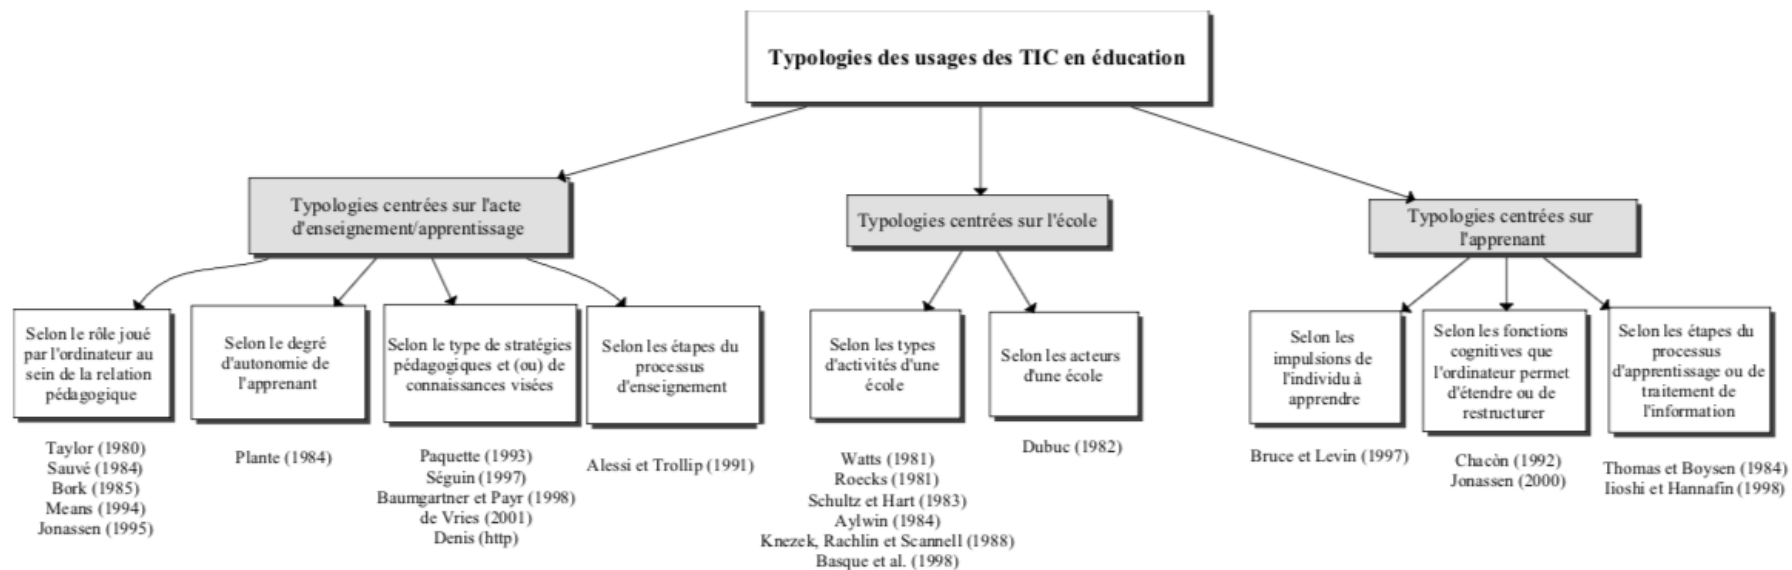 Typologies des usages des TIC en éducation
Typologies centrées sur l'acte
d'enseignement/apprentissage
Typologies centrées sur l'école
Typologies centrées sur
l'apprenant
Selon le rôle joué
par l'ordinateur au
sein de la relation
pédagogique
Selon le degré
d'autonomie de
l'apprenant
Selon le type de stratégies
pédagogiques et (ou) de
connaissances visées
Selon les étapes du
processus
d'enseignement
Selon les types
d'activités d'une
école
Selon les acteurs
d'une école
Selon les
impulsions de
l'individu à
apprendre
Selon les fonctions
cognitives que
l'ordinateur permet
d'étendre ou de
restructurer
Selon les étapes du
processus
d'apprentissage ou de
traitement de
l'information
Taylor (1980)
Sauvé (1984)
Bork (1985)
Means (1994)
Jonassen (1995)
Plante (1984)
Paquette (1993)
Séguin (1997)
Baumgartner et Payr (1998)
de Vries (2001)
Denis (http)
Alessi et Trollip (1991)
Watts (1981)
Roecks (1981)
Schultz et Hart (1983)
Aylwin (1984)
Knezek, Rachlin et Scannell (1988)
Basque et al. (1998)
Dubuc (1982)
Bruce et Levin (1997)
Chacòn (1992)
Jonassen (2000)
Thomas et Boysen (1984)
Iioshi et Hannafin (1998)